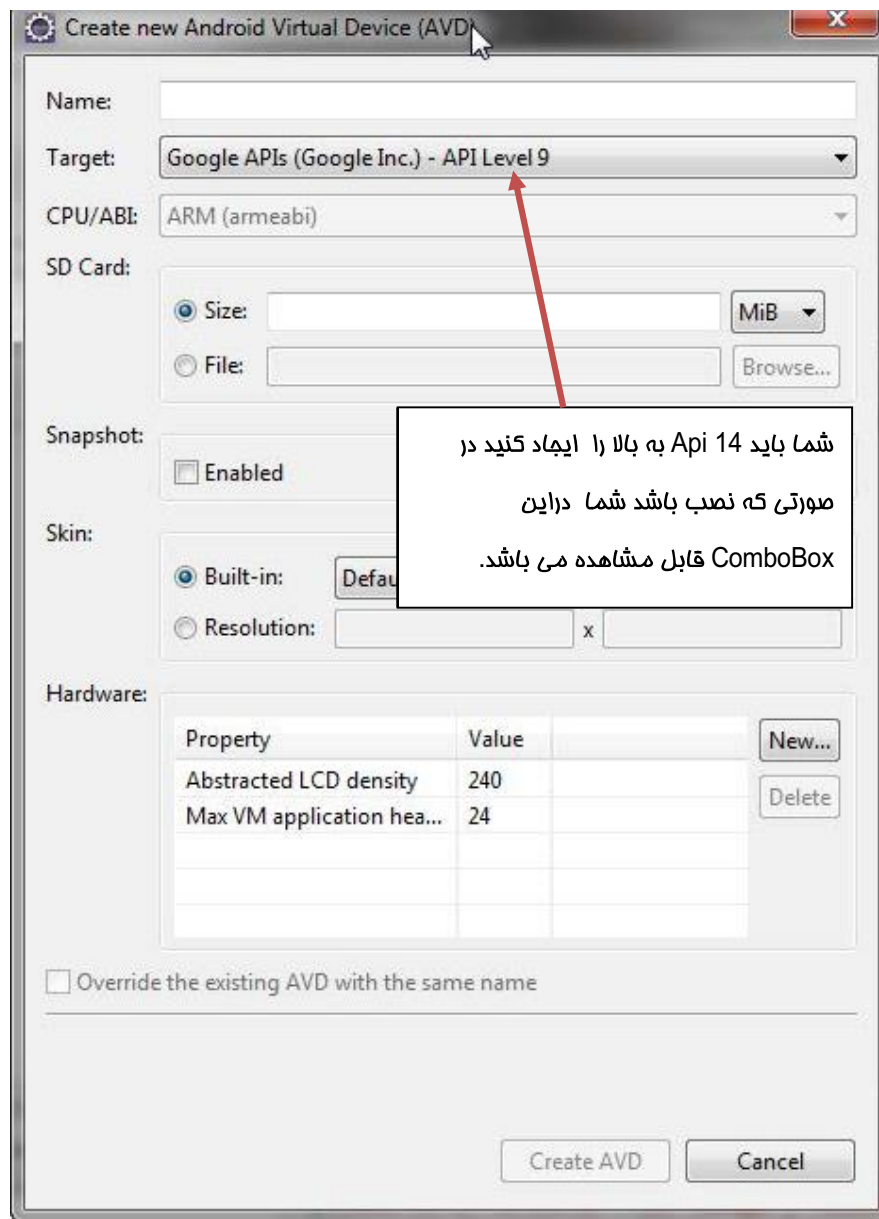 Create new Android Virtual Device (AVD)
Name:
Target: Google APIs (Google Inc.) - API Level 9
CPU/ABI: ARM (armeabi)
SD Card:
Size: MiB
File: Browse...
Snapshot:
Enabled
شما باید Api 14 به بالا را ایجاد کنید در
صورتی که نصب باشد شما دراین
ComboBox قابل مشاهده می باشد.
Skin:
Built-in: Defau
Resolution: x
Hardware:
Property Value New...
Abstracted LCD density 240
Delete
Max VM application hea... 24
Override the existing AVD with the same name
Create AVD Cancel